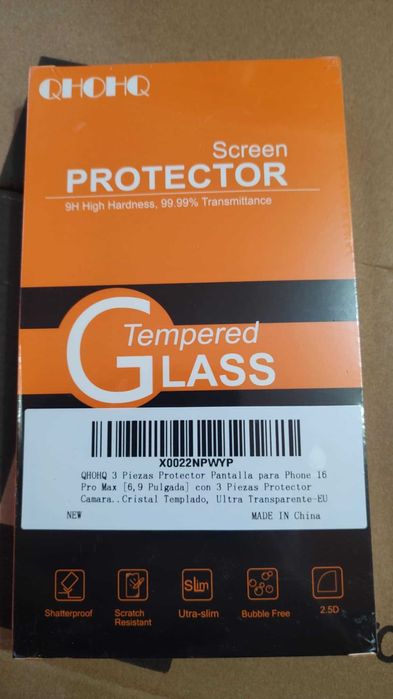 QHOHQ
Screen
PROTECTOR
9H High Hardness, 99.99% Transmittance
Tempered
GLASS
X0022NPWYP
QHOHQ 3 Piezas Protector Pantalla para Phone 16
Pro Max [6,9 Pulgada] con 3 Piezas Protector
Camara..Cristal Templado, Ultra Transparente-EU
NEW MADE IN China
Slim
Shatterproof Scratch Resistant Utra-slim Bubble Free 2.5D